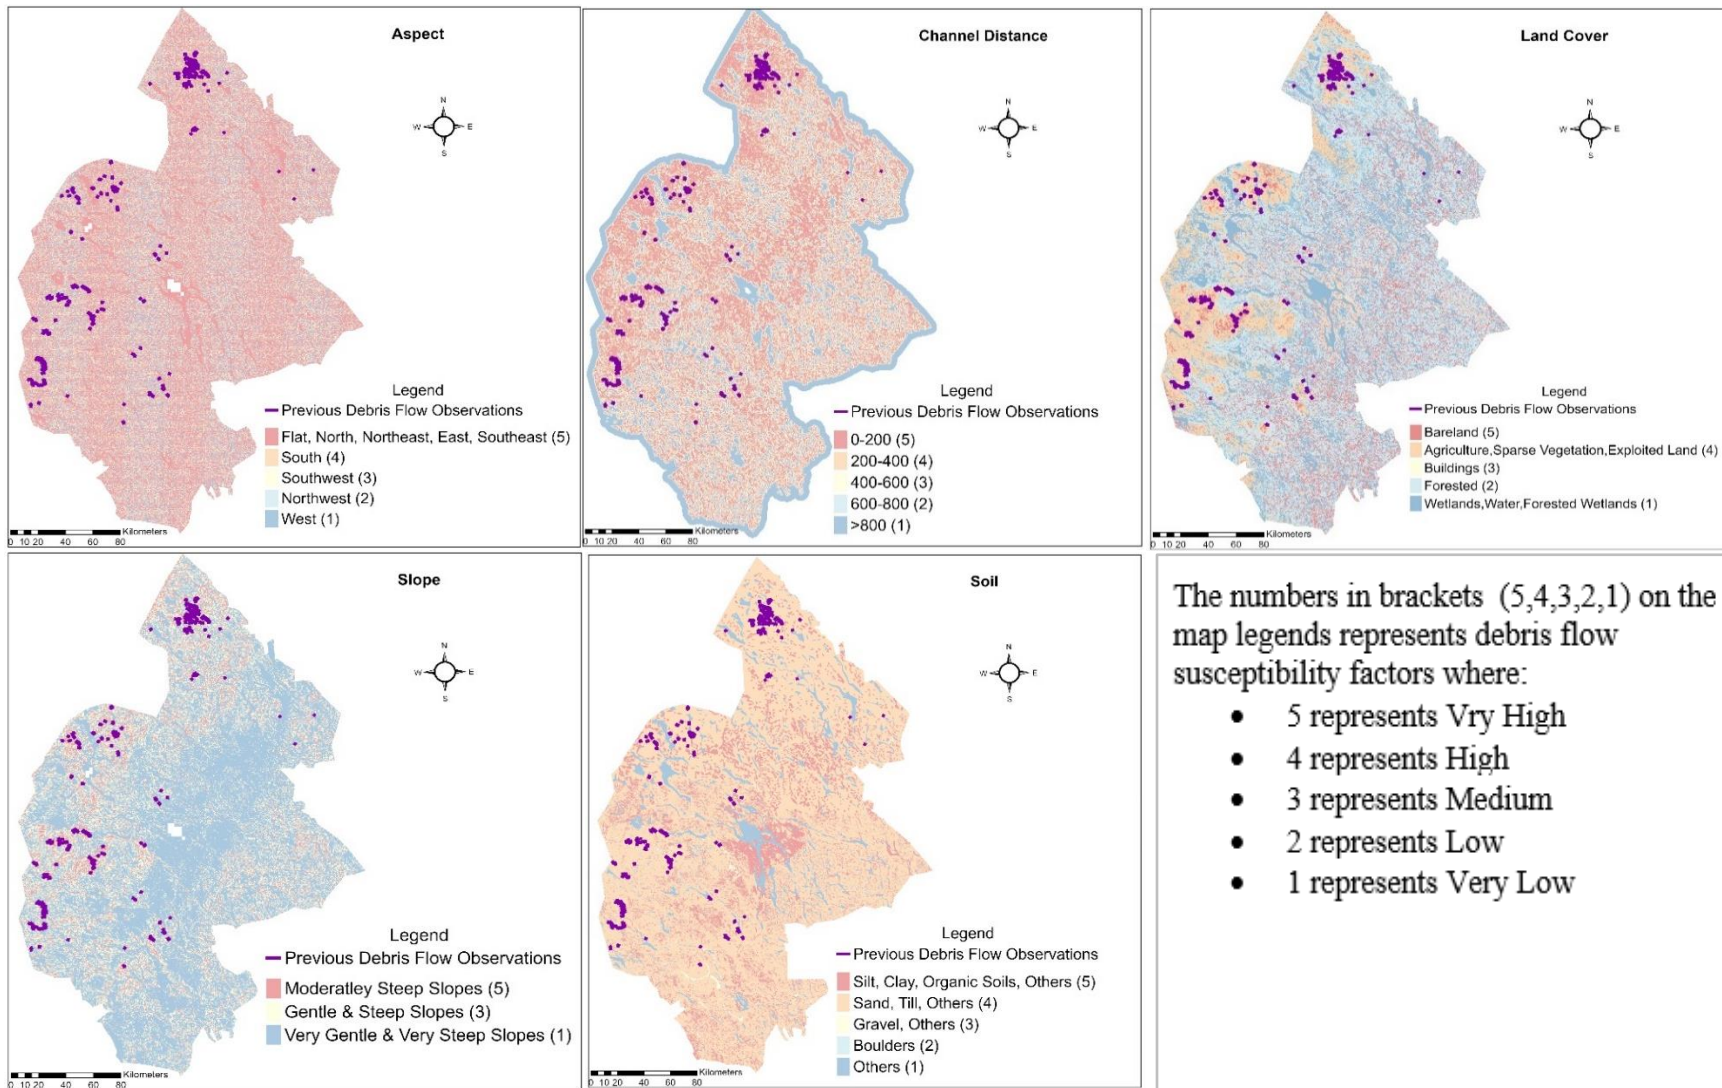 Aspect
N
W E
S
Legend
Previous Debris Flow Observations
Flat, North, Northeast, East, Southeast (5)
South (4)
Southwest (3)
Northwest (2)
West (1)
Kilometers
0 10 20 40 60 80
Channel Distance
N
W E
S
Legend
Previous Debris Flow Observations
0-200 (5)
200-400 (4)
400-600 (3)
600-800 (2)
>800 (1)
Kilometers
0 10 20 40 60 80
Land Cover
N
W E
S
Legend
Previous Debris Flow Observations
Bareland (5)
Agriculture,Sparse Vegetation,Exploited Land (4)
Buildings (3)
Forested (2)
Wetlands,Water,Forested Wetlands (1)
Kilometers
0 10 20 40 60 80
Slope
N
W E
S
Legend
Previous Debris Flow Observations
Moderatley Steep Slopes (5)
Gentle & Steep Slopes (3)
Very Gentle & Very Steep Slopes (1)
Kilometers
0 10 20 40 60 80
Soil
N
W E
S
Legend
Previous Debris Flow Observations
Silt, Clay, Organic Soils, Others (5)
Sand, Till, Others (4)
Gravel, Others (3)
Boulders (2)
Others (1)
Kilometers
0 10 20 40 60 80
The numbers in brackets (5,4,3,2,1) on the
map legends represents debris flow
susceptibility factors where:
• 5 represents Vry High
• 4 represents High
• 3 represents Medium
• 2 represents Low
• 1 represents Very Low